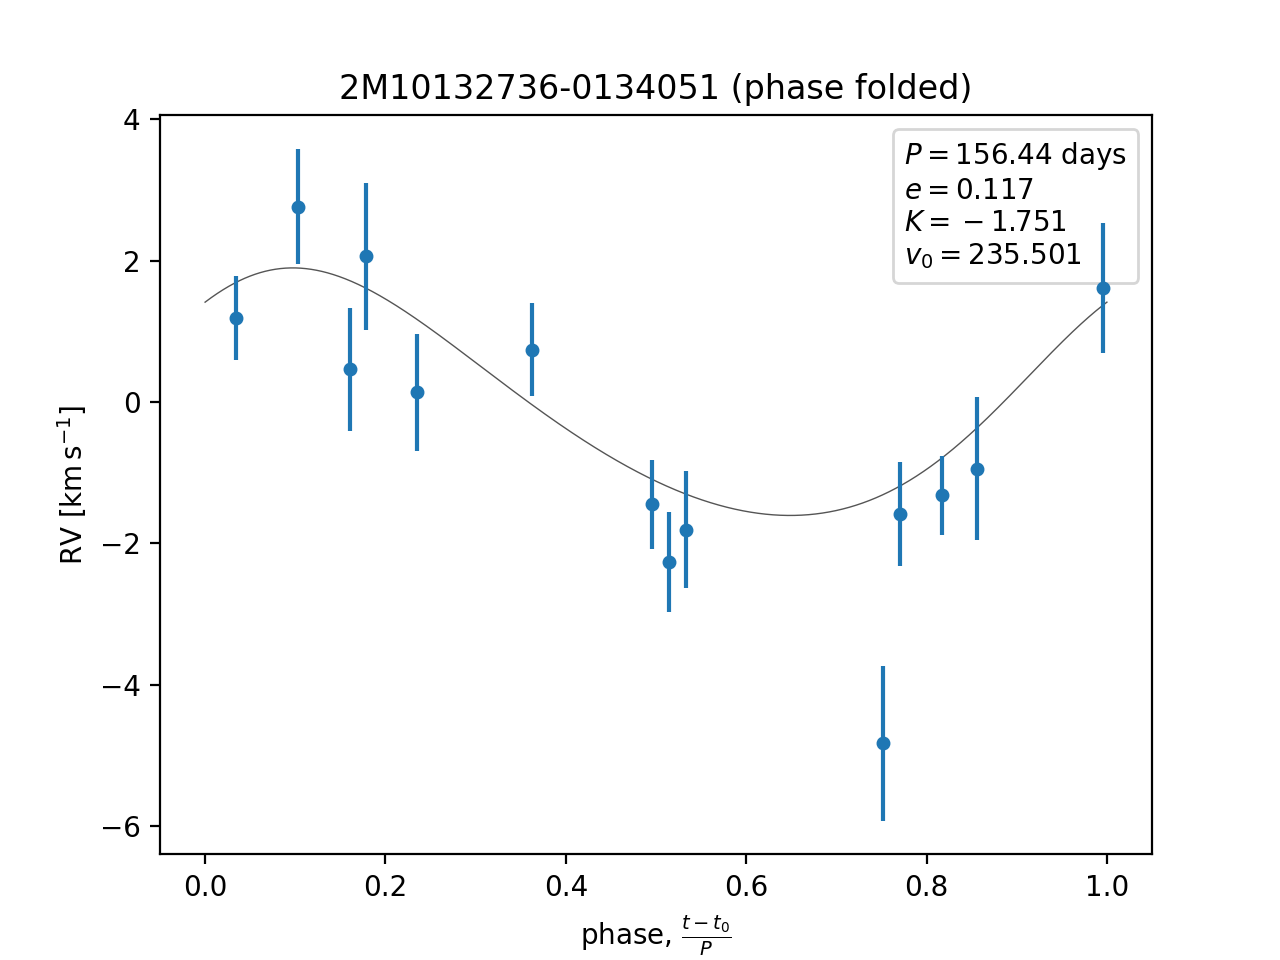 2M10132736-0134051 (phase folded)
P = 156.44 days
e = 0.117
K = −1.751
v₀ = 235.501
4
2
0
−2
−4
−6
RV [km s⁻¹]
0.0 0.2 0.4 0.6 0.8 1.0
phase, (t − t₀)/P